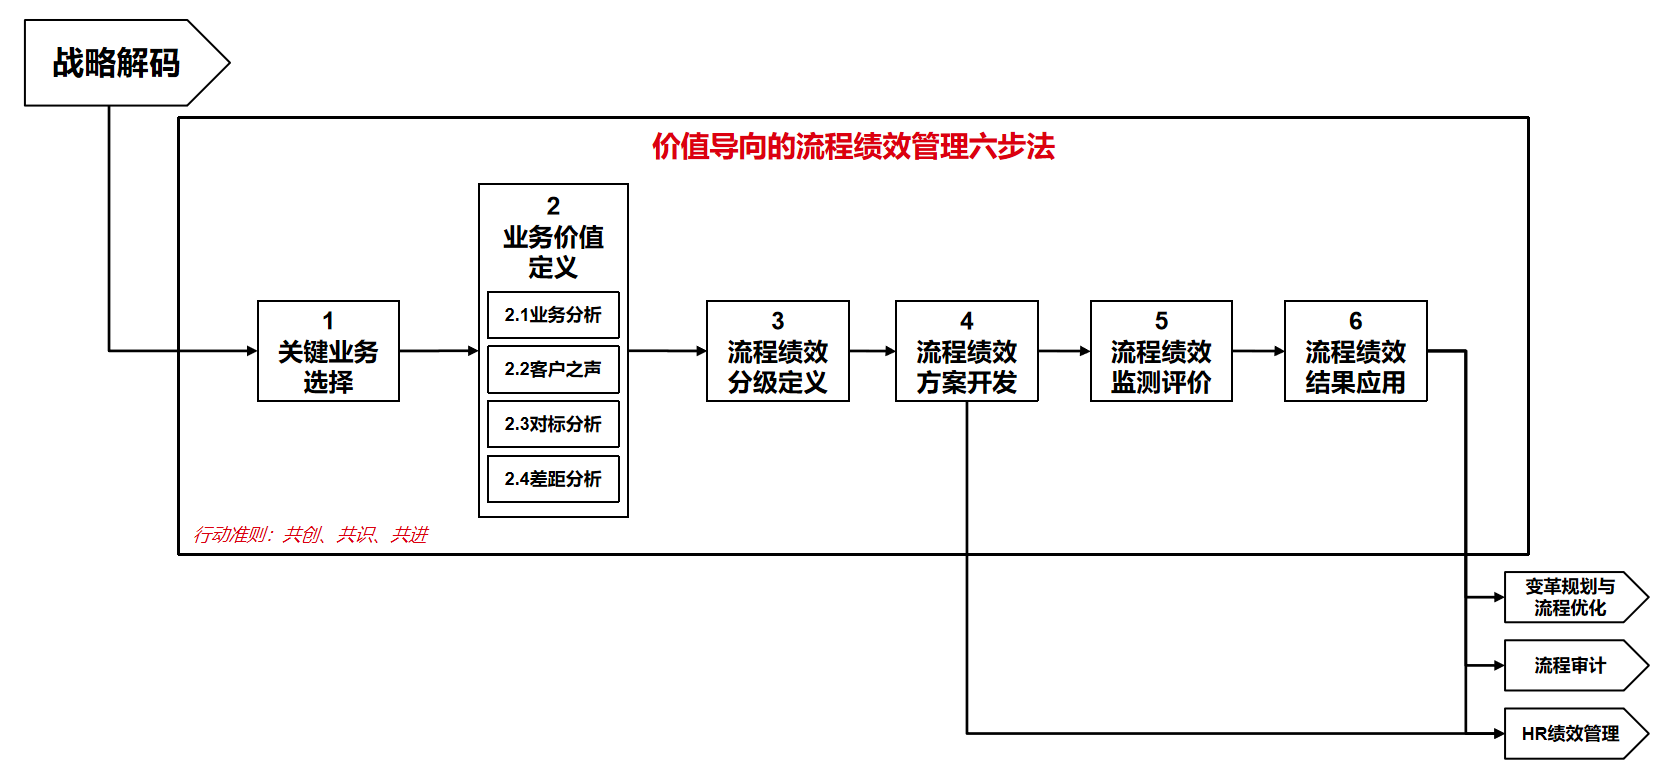 战略解码
价值导向的流程绩效管理六步法
1
关键业务
选择
2
业务价值
定义
2.1业务分析
2.2客户之声
2.3对标分析
2.4差距分析
3
流程绩效
分级定义
4
流程绩效
方案开发
5
流程绩效
监测评价
6
流程绩效
结果应用
行动准则：共创、共识、共进
变革规划与
流程优化
流程审计
HR绩效管理